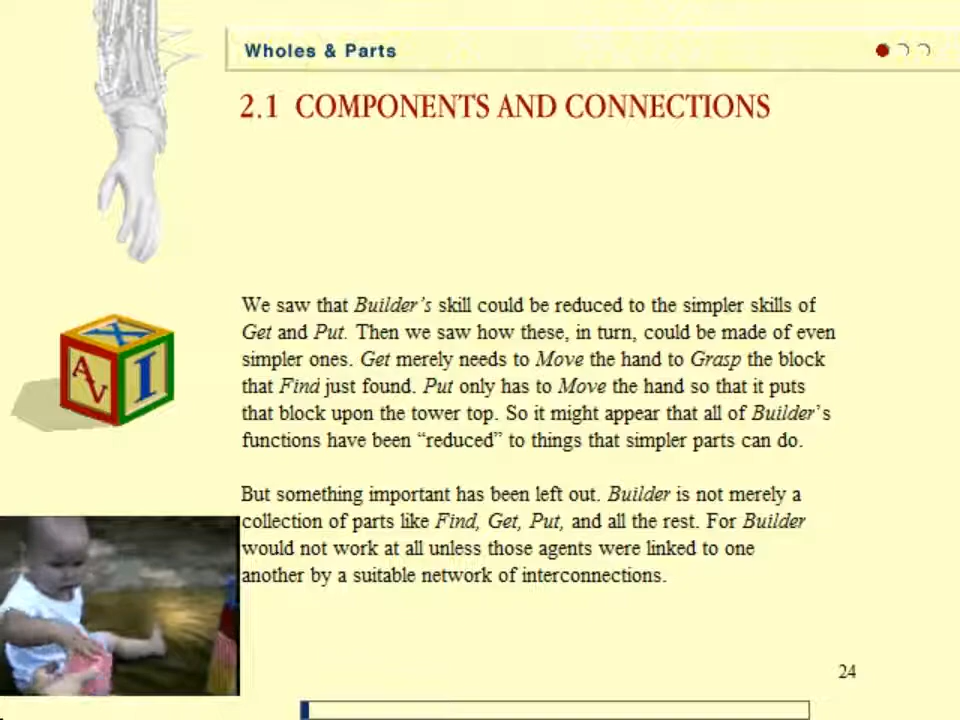 Wholes & Parts
2.1 COMPONENTS AND CONNECTIONS
We saw that Builder’s skill could be reduced to the simpler skills of
Get and Put. Then we saw how these, in turn, could be made of even
simpler ones. Get merely needs to Move the hand to Grasp the block
that Find just found. Put only has to Move the hand so that it puts
that block upon the tower top. So it might appear that all of Builder’s
functions have been “reduced” to things that simpler parts can do.
But something important has been left out. Builder is not merely a
collection of parts like Find, Get, Put, and all the rest. For Builder
would not work at all unless those agents were linked to one
another by a suitable network of interconnections.
X
A
V
I
24